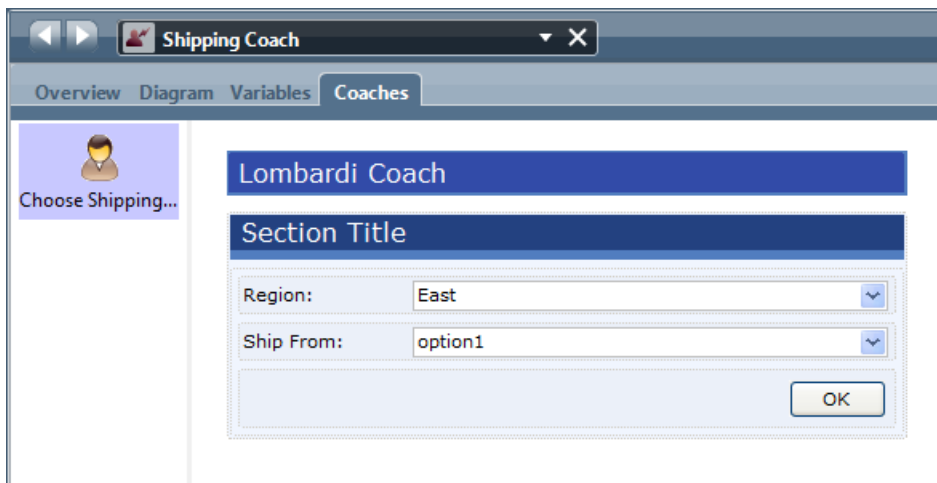 Shipping Coach
Overview Diagram Variables Coaches
Choose Shipping...
Lombardi Coach
Section Title
Region: East
Ship From: option1
OK